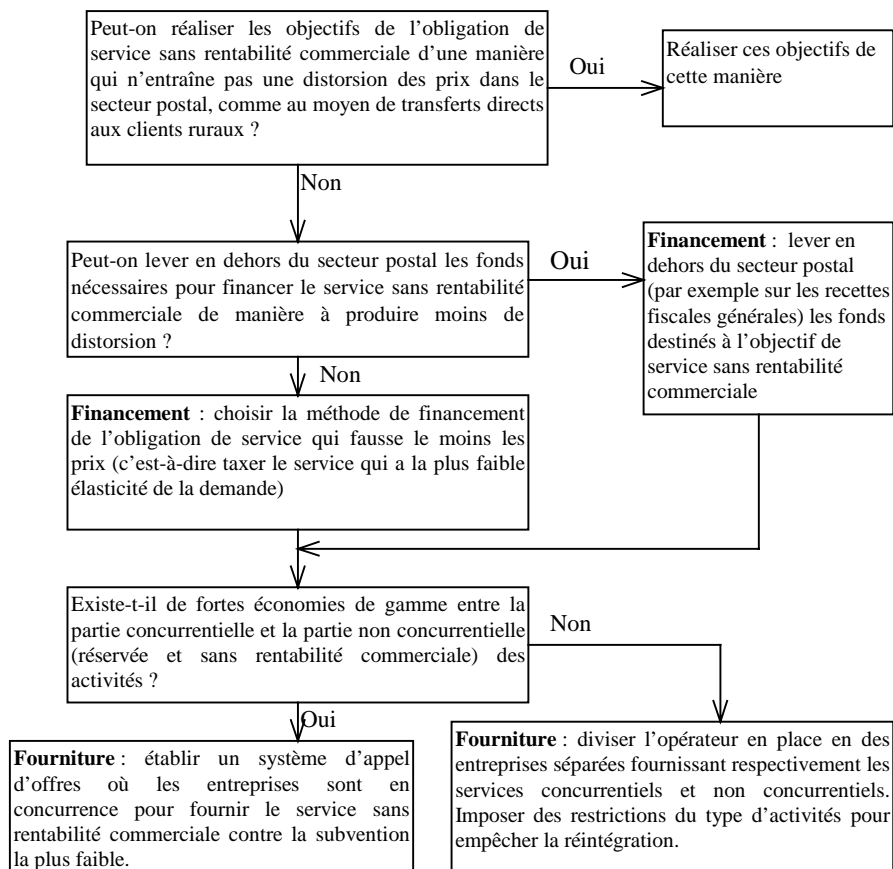 Peut-on réaliser les objectifs de l’obligation de
service sans rentabilité commerciale d’une manière
qui n’entraîne pas une distorsion des prix dans le
secteur postal, comme au moyen de transferts directs
aux clients ruraux ?
Oui
Réaliser ces objectifs de
cette manière
Non
Peut-on lever en dehors du secteur postal les fonds
nécessaires pour financer le service sans rentabilité
commerciale de manière à produire moins de
distorsion ?
Oui
Financement : lever en
dehors du secteur postal
(par exemple sur les recettes
fiscales générales) les fonds
destinés à l’objectif de
service sans rentabilité
commerciale
Non
Financement : choisir la méthode de financement
de l’obligation de service qui fausse le moins les
prix (c’est-à-dire taxer le service qui a la plus faible
élasticité de la demande)
Existe-t-il de fortes économies de gamme entre la
partie concurrentielle et la partie non concurrentielle
(réservée et sans rentabilité commerciale) des
activités ?
Non
Oui
Fourniture : établir un système d’appel
d’offres où les entreprises sont en
concurrence pour fournir le service sans
rentabilité commerciale contre la subvention
la plus faible.
Fourniture : diviser l’opérateur en place en des
entreprises séparées fournissant respectivement les
services concurrentiels et non concurrentiels.
Imposer des restrictions du type d’activités pour
empêcher la réintégration.